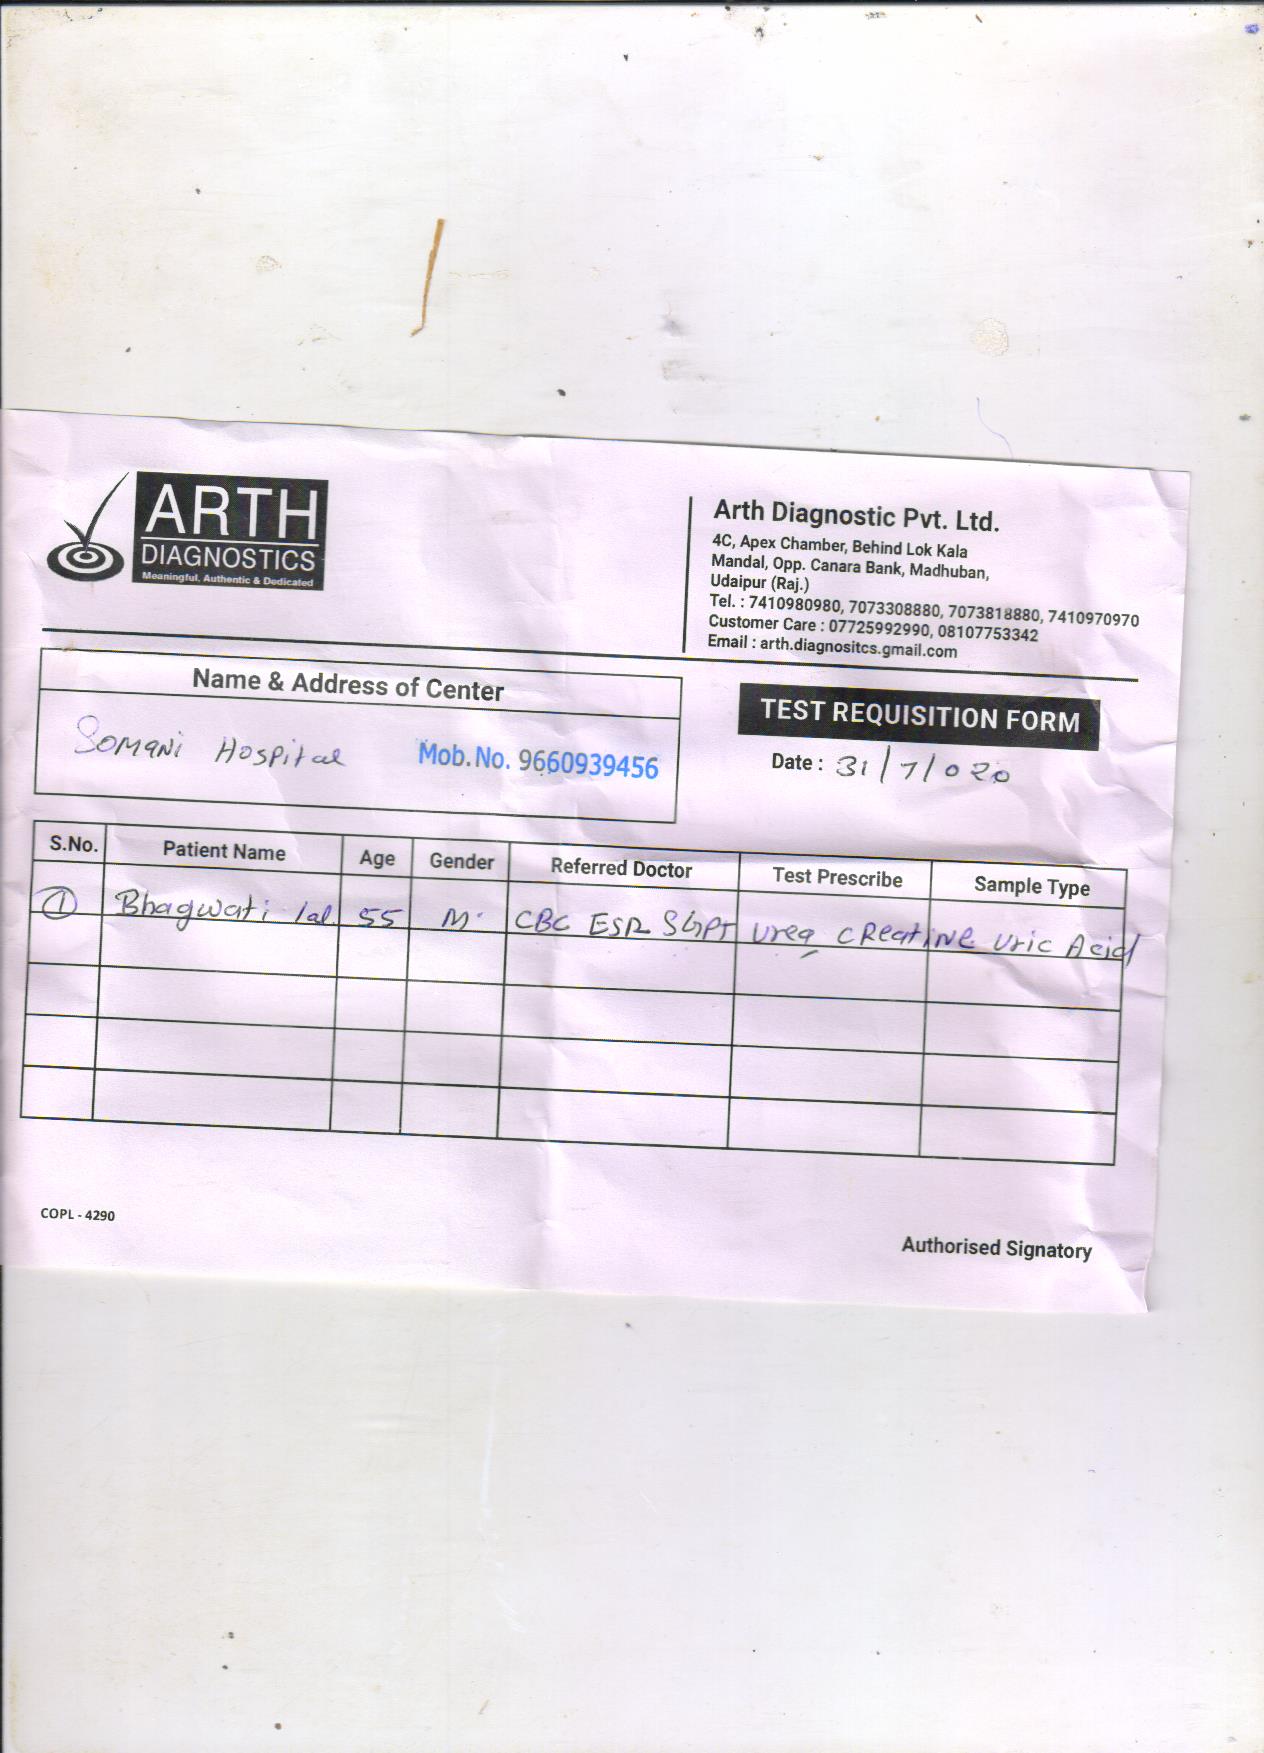 ARTH
DIAGNOSTICS
Meaningful, Authentic & Dedicated
Arth Diagnostic Pvt. Ltd.
4C, Apex Chamber, Behind Lok Kala
Mandal, Opp. Canara Bank, Madhuban,
Udaipur (Raj.)
Tel. : 7410980980, 7073308880, 7073818880, 7410970970
Customer Care : 07725992990, 08107753342
Email : arth.diagnositcs.gmail.com
Name & Address of Center
Somani Hospital Mob.No. 9660939456
TEST REQUISITION FORM
Date : 31/7/020
S.No. Patient Name Age Gender Referred Doctor Test Prescribe Sample Type
1 Bhagwati lal 55 M CBC ESR SGPT Urea Creatine Uric Acid
COPL - 4290
Authorised Signatory